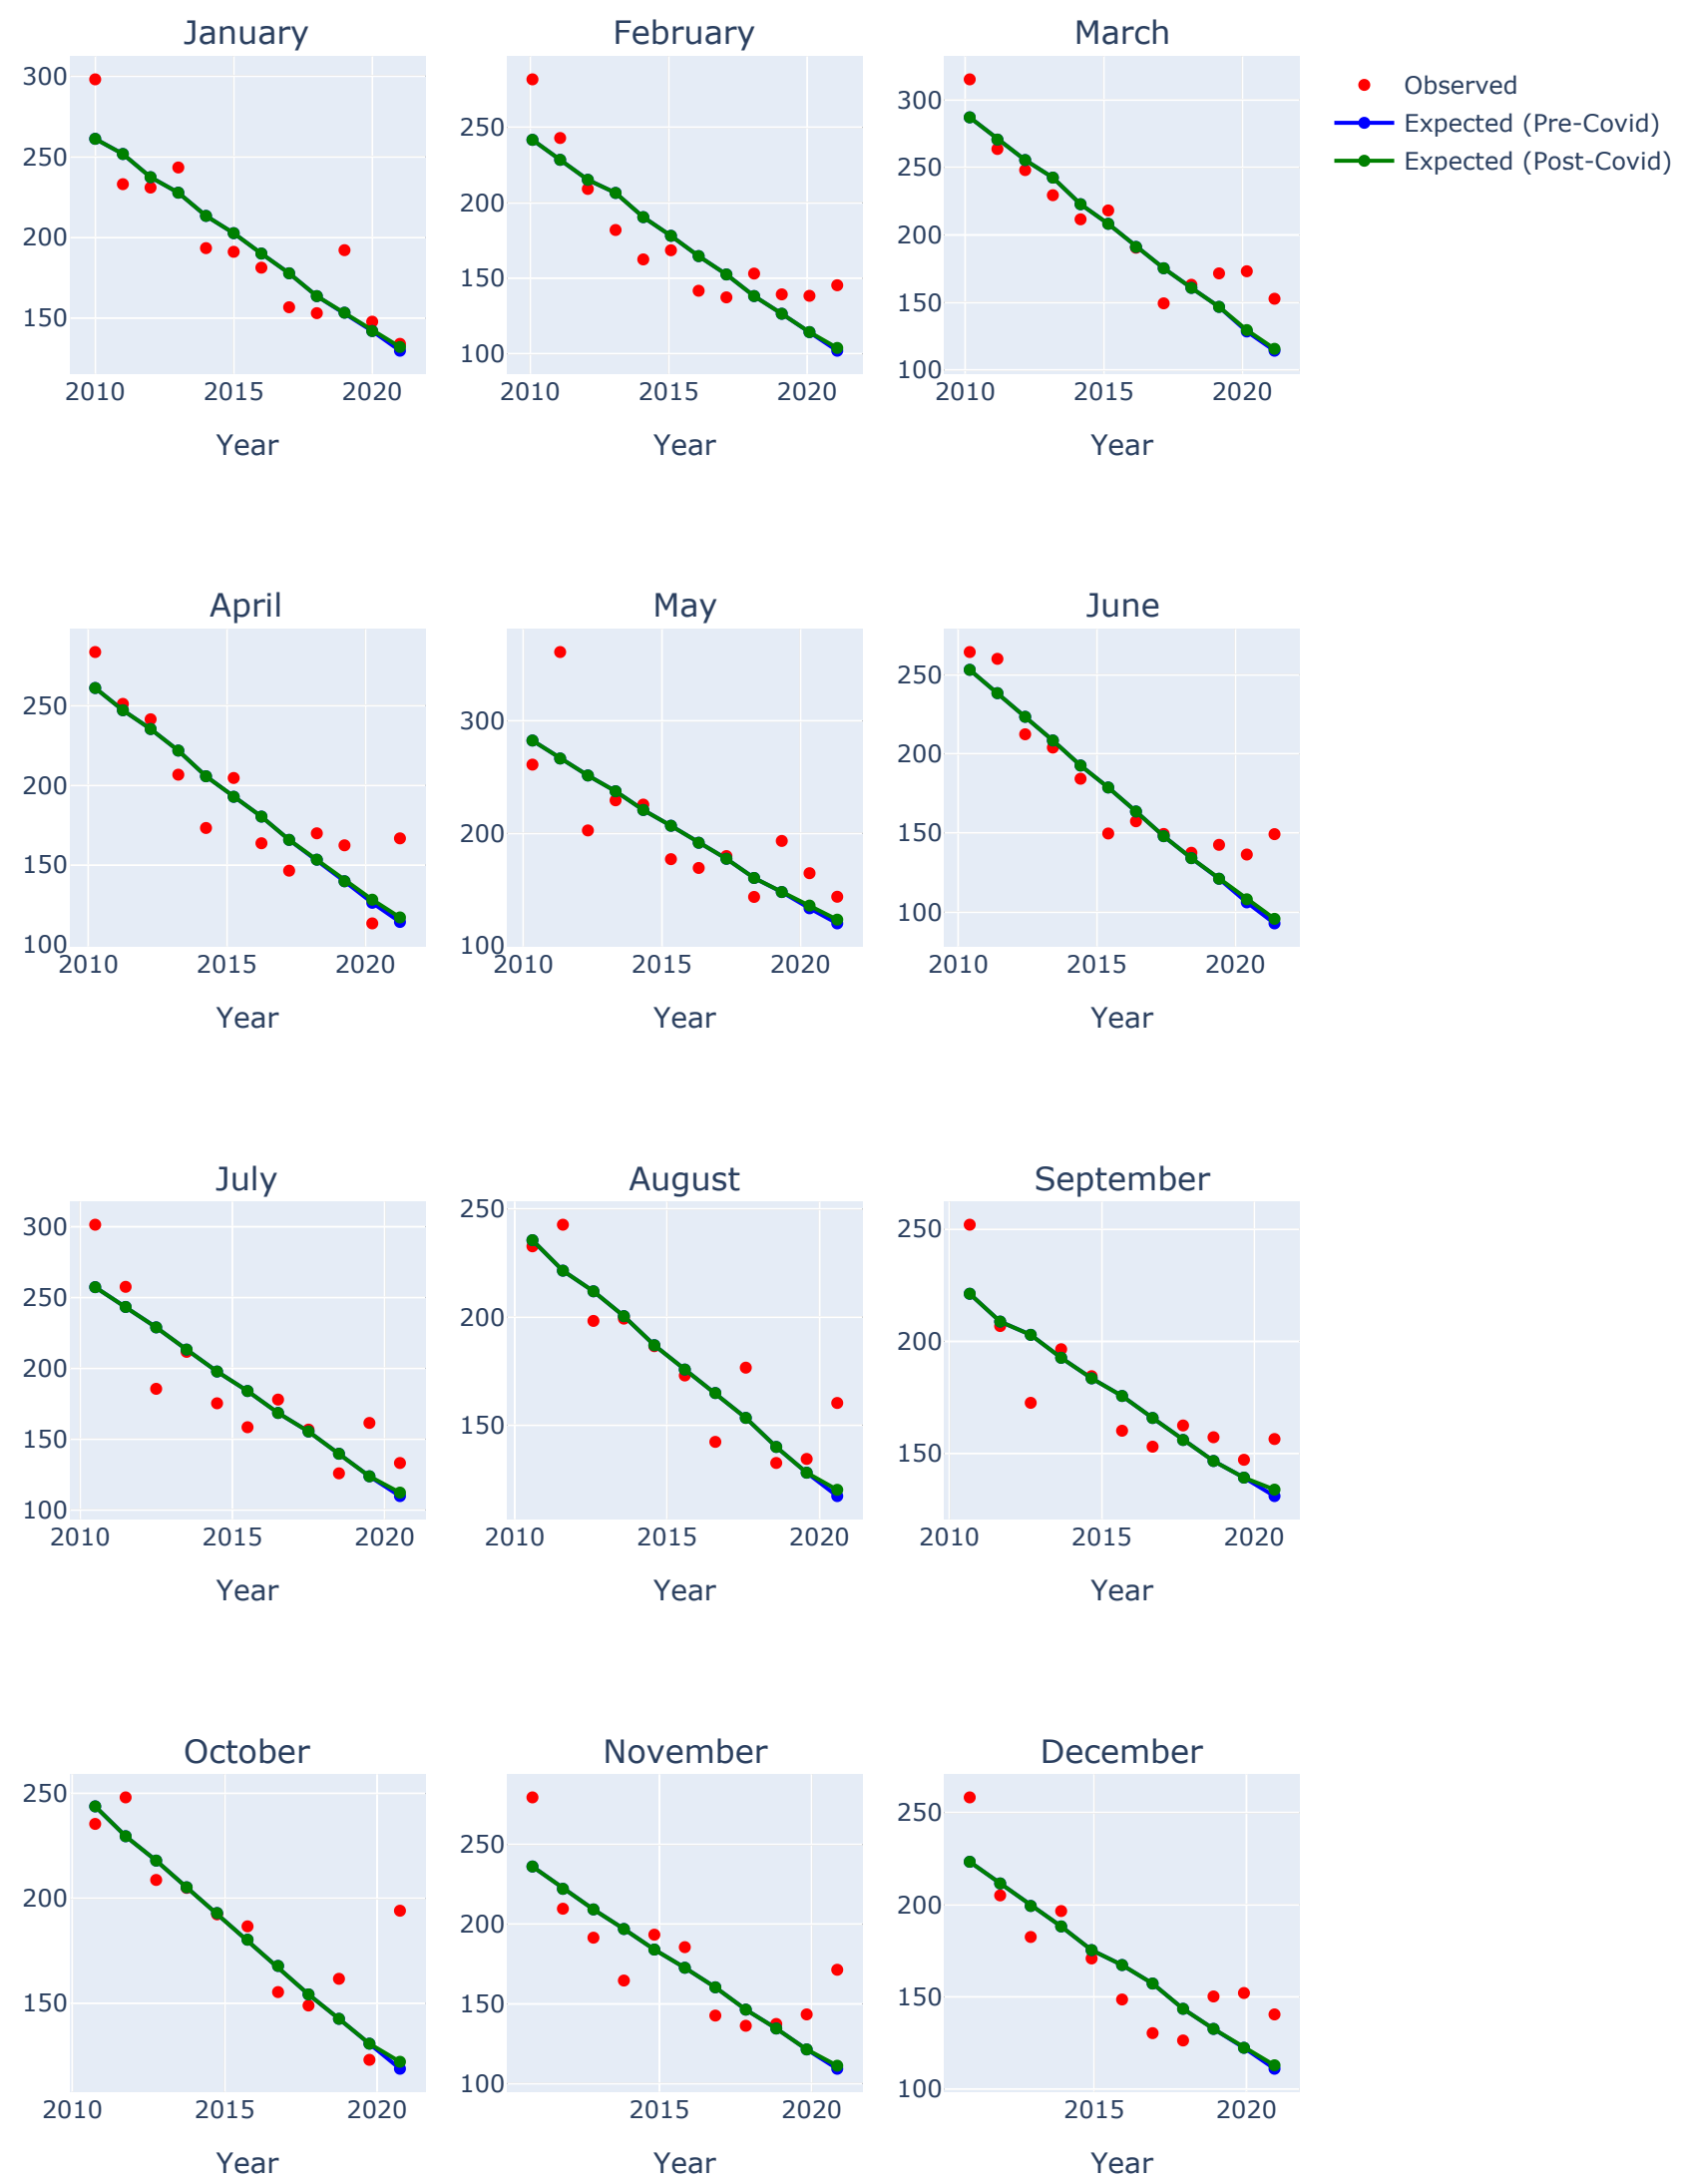 January February March
300
250
200
150
2010 2015 2020
Year
250
200
150
100
2010 2015 2020
Year
300
250
200
150
100
2010 2015 2020
Year
Observed
Expected (Pre-Covid)
Expected (Post-Covid)
April May June
250
200
150
100
2010 2015 2020
Year
300
200
100
2010 2015 2020
Year
250
200
150
100
2010 2015 2020
Year
July August September
300
250
200
150
100
2010 2015 2020
Year
250
200
150
2010 2015 2020
Year
250
200
150
2010 2015 2020
Year
October November December
250
200
150
2010 2015 2020
Year
250
200
150
100
2015 2020
Year
250
200
150
100
2015 2020
Year